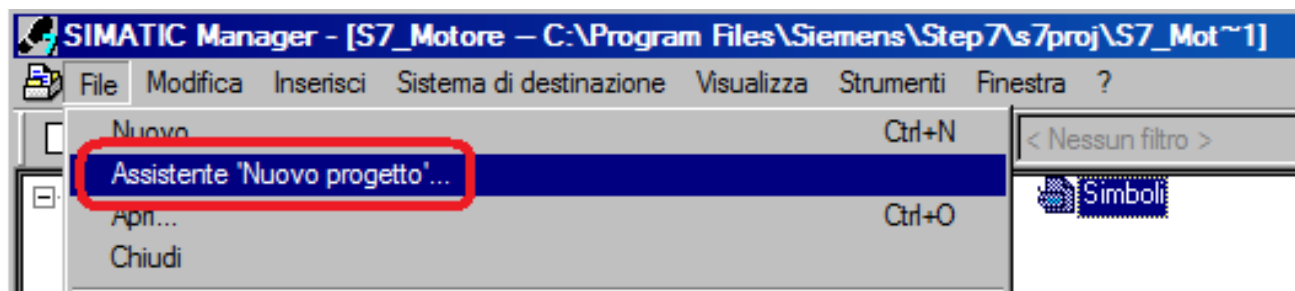 SIMATIC Manager - [S7_Motore – C:\Program Files\Siemens\Step7\s7proj\S7_Mot~1]
File Modifica Inserisci Sistema di destinazione Visualizza Strumenti Finestra ?
Nuovo... Ctrl+N
< Nessun filtro >
Assistente 'Nuovo progetto'...
Simboli
Apri... Ctrl+O
Chiudi